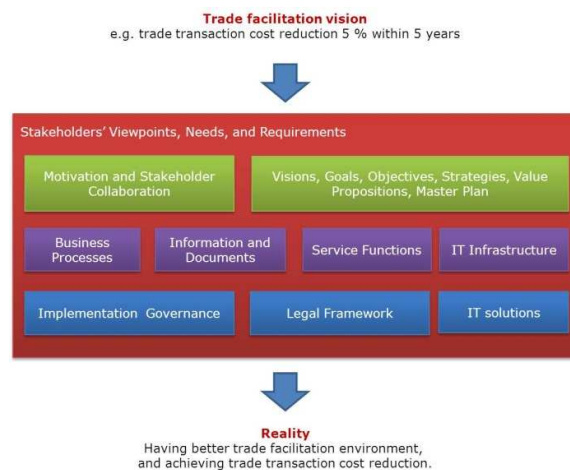 Trade facilitation vision
e.g. trade transaction cost reduction 5 % within 5 years
Stakeholders' Viewpoints, Needs, and Requirements
Motivation and Stakeholder
Collaboration
Visions, Goals, Objectives, Strategies, Value
Propositions, Master Plan
Business
Processes
Information and
Documents
Service Functions
IT Infrastructure
Implementation Governance
Legal Framework
IT solutions
Reality
Having better trade facilitation environment,
and achieving trade transaction cost reduction.